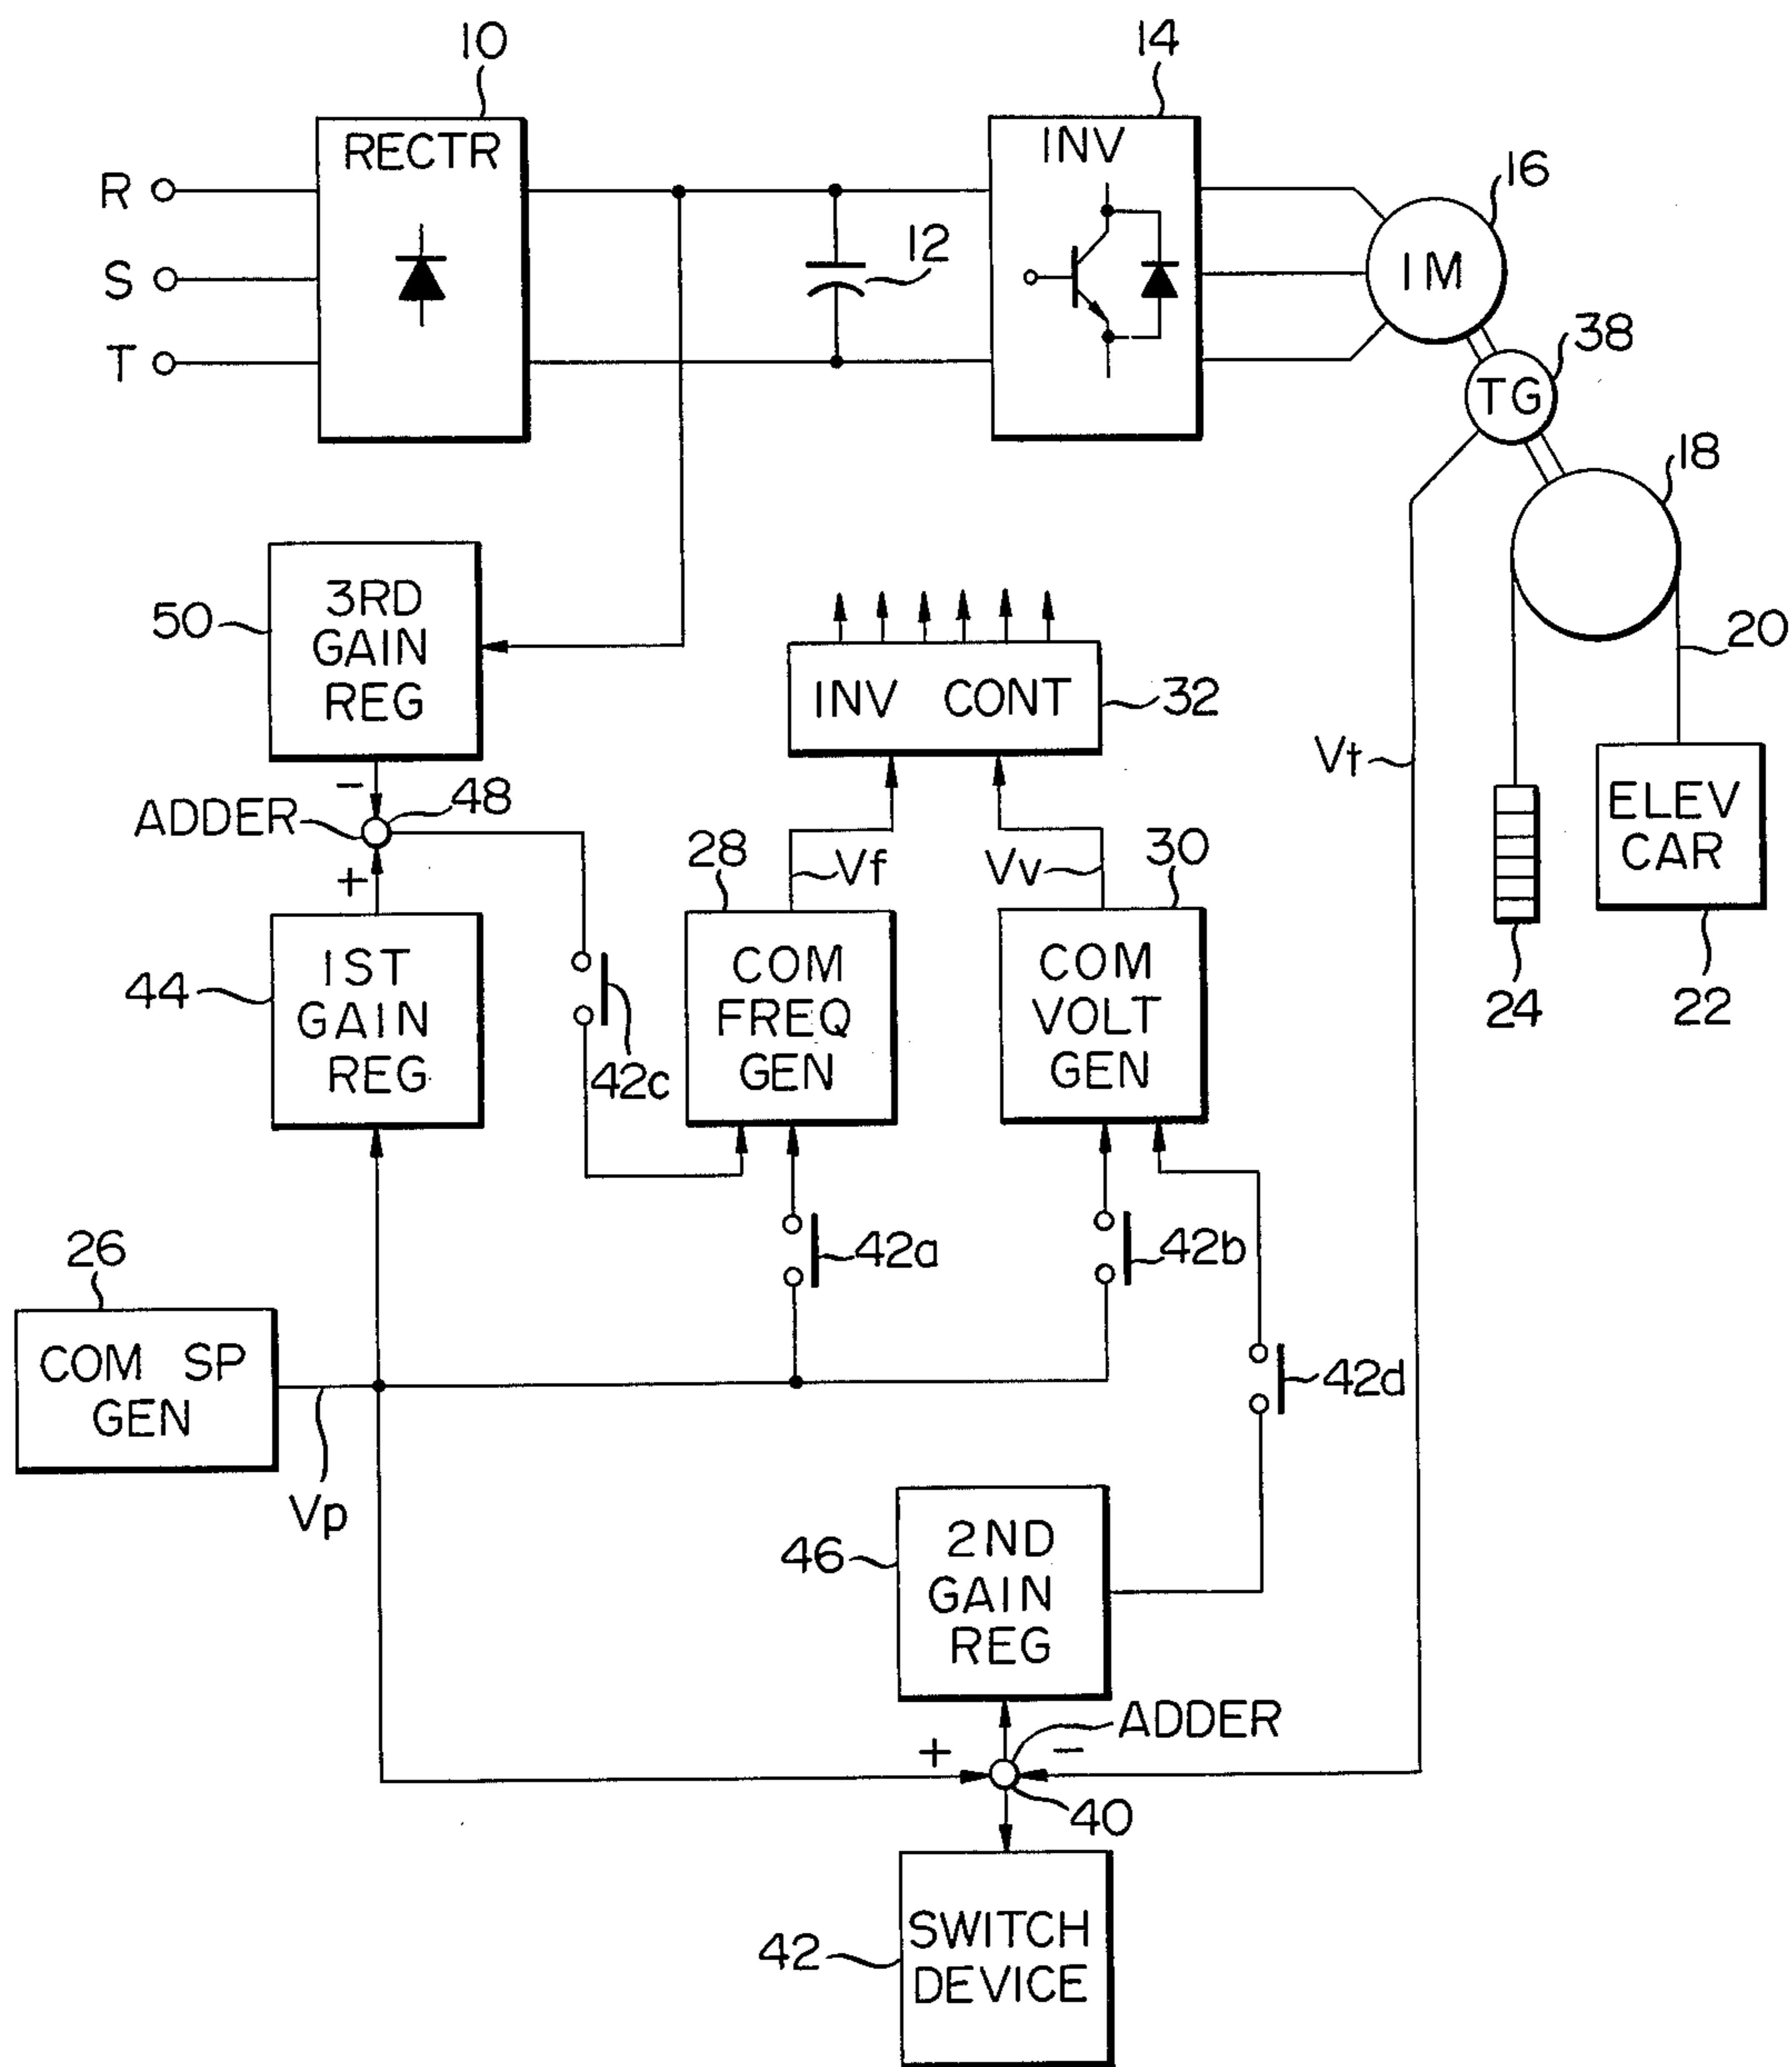 10
14
RECTR
INV
R
S
T
12
16
IM
38
TG
18
3RD
GAIN
REG
50
20
INV CONT
32
Vt
ELEV
CAR
-
ADDER
48
+
28
Vf
Vv
30
1ST
GAIN
REG
44
COM
FREQ
GEN
COM
VOLT
GEN
24
22
42c
26
42a
42b
COM SP
GEN
42d
Vp
46
2ND
GAIN
REG
ADDER
+
-
40
42
SWITCH
DEVICE